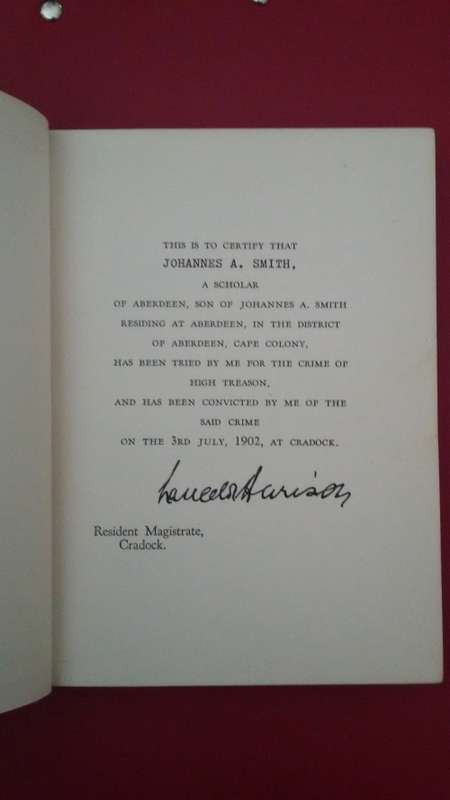 THIS IS TO CERTIFY THAT
JOHANNES A. SMITH,
A SCHOLAR
OF ABERDEEN, SON OF JOHANNES A. SMITH
RESIDING AT ABERDEEN, IN THE DISTRICT
OF ABERDEEN, CAPE COLONY,
HAS BEEN TRIED BY ME FOR THE CRIME OF
HIGH TREASON,
AND HAS BEEN CONVICTED BY ME OF THE
SAID CRIME
ON THE 3RD JULY, 1902, AT CRADOCK.
Resident Magistrate,
Cradock.